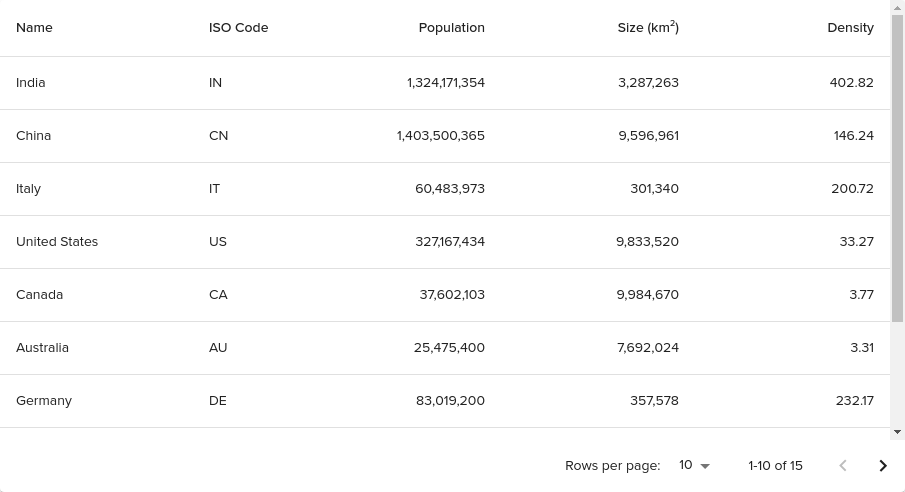 Name ISO Code Population Size (km²) Density
India IN 1,324,171,354 3,287,263 402.82
China CN 1,403,500,365 9,596,961 146.24
Italy IT 60,483,973 301,340 200.72
United States US 327,167,434 9,833,520 33.27
Canada CA 37,602,103 9,984,670 3.77
Australia AU 25,475,400 7,692,024 3.31
Germany DE 83,019,200 357,578 232.17
Rows per page: 10 1-10 of 15